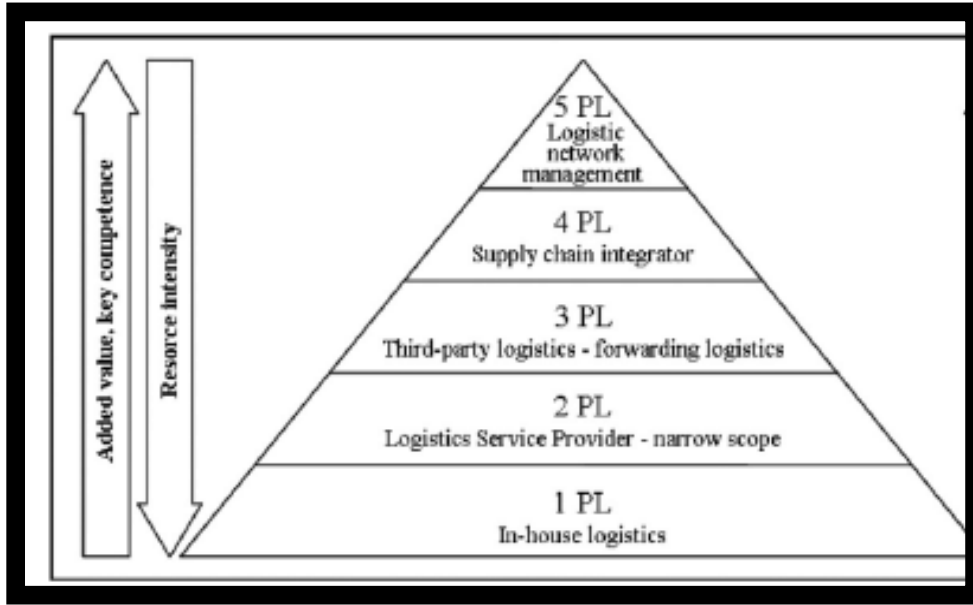 Added value, key competence
Resorce intensity
5 PL
Logistic
network
management
4 PL
Supply chain integrator
3 PL
Third-party logistics - forwarding logistics
2 PL
Logistics Service Provider - narrow scope
1 PL
In-house logistics